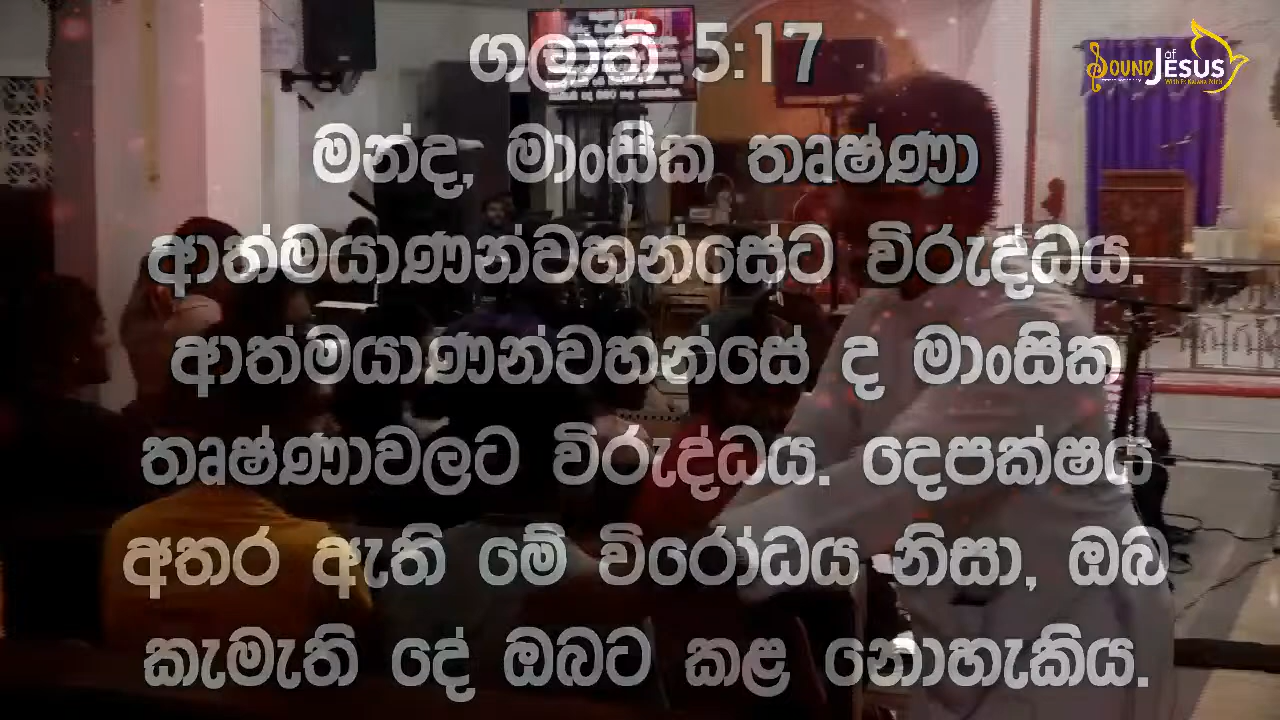 ගලාති 5:17
මන්ද, මාංසික තෘෂ්ණා
ආත්මයාණන්වහන්සේට විරුද්ධය.
ආත්මයාණන්වහන්සේ ද මාංසික
තෘෂ්ණාවලට විරුද්ධය. දෙපක්ෂය
අතර ඇති මේ විරෝධය නිසා, ඔබ
කැමැති දේ ඔබට කළ නොහැකිය.
Sound of Jesus